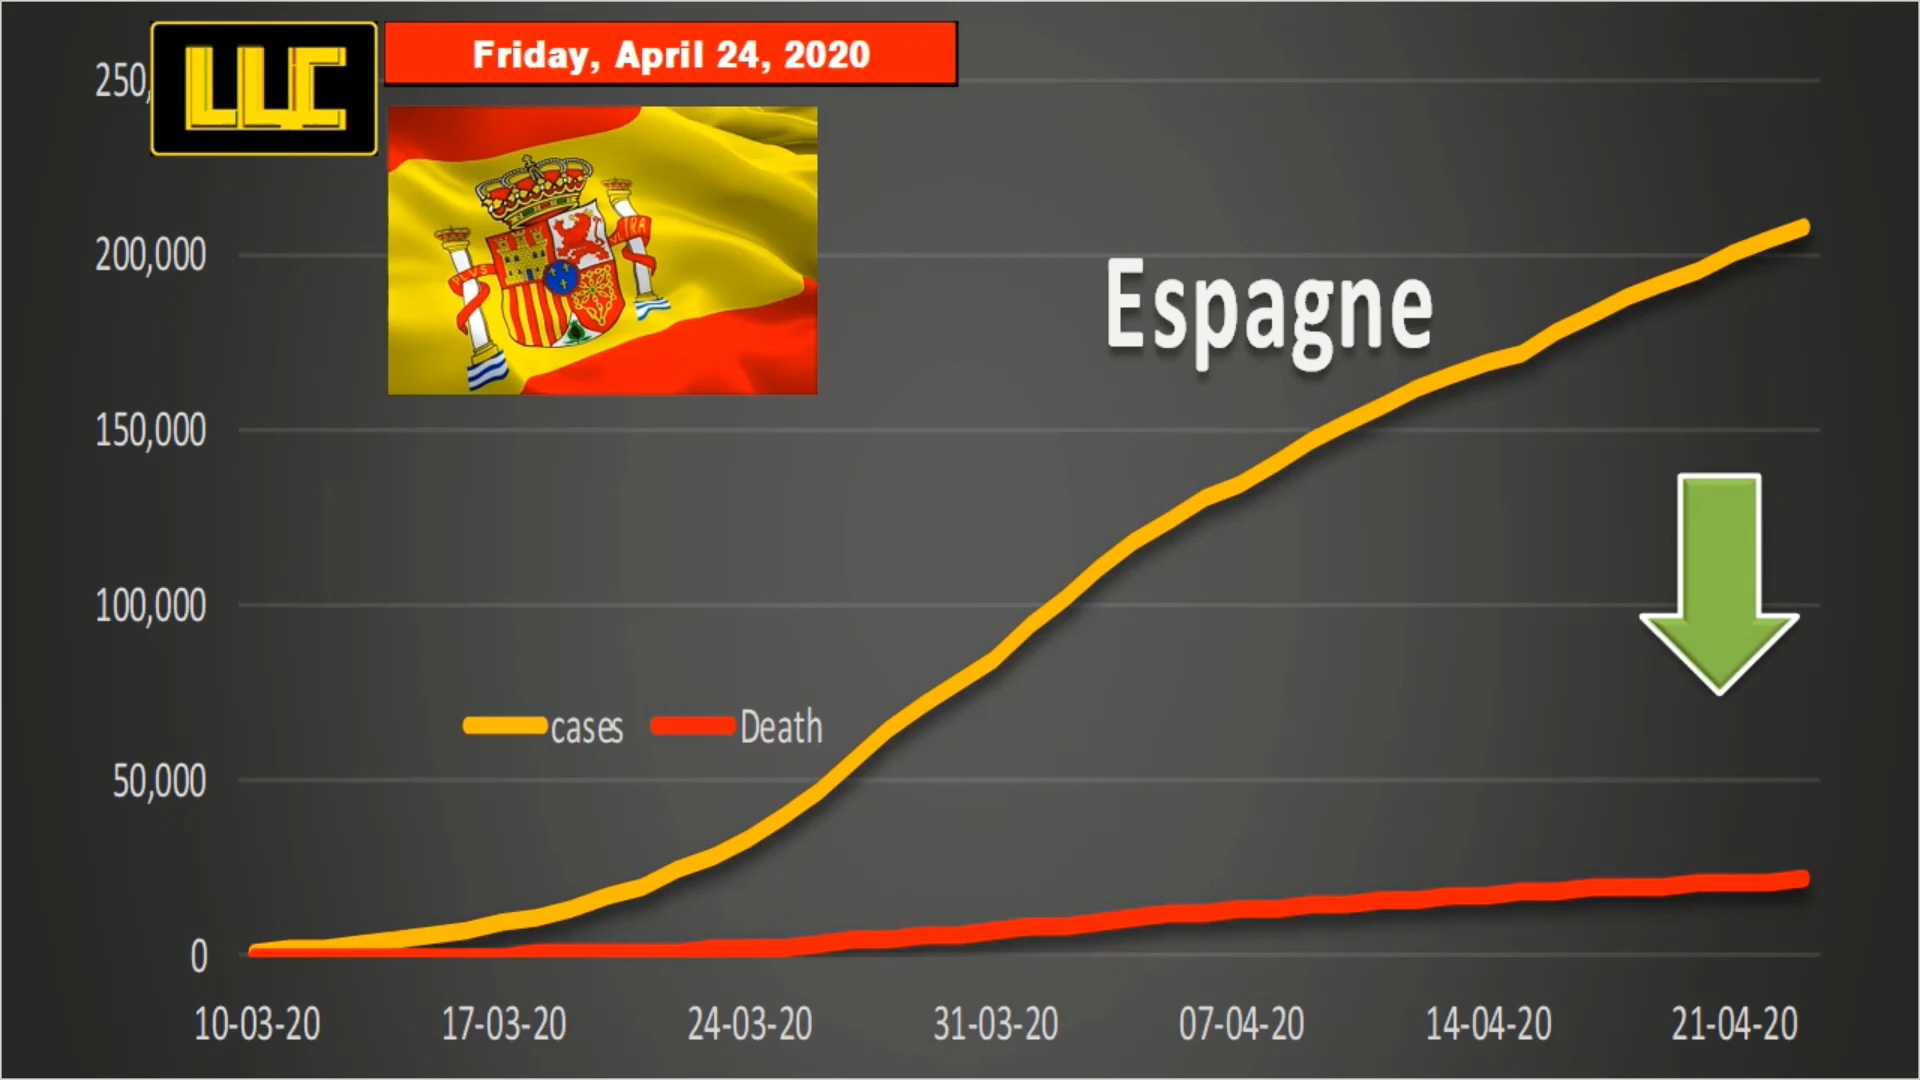 LLC
Friday, April 24, 2020
250,
200,000
150,000
100,000
50,000
0
PLVS
VLTRA
Espagne
cases
Death
10-03-20
17-03-20
24-03-20
31-03-20
07-04-20
14-04-20
21-04-20